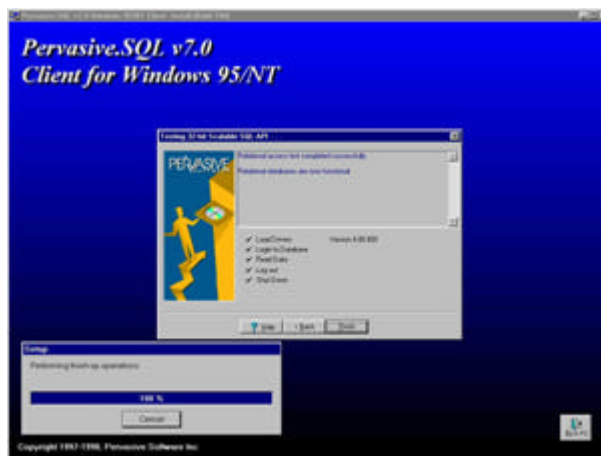 Pervasive.SQL v7.0
Client for Windows 95/NT
Testing 32-bit Scalable SQL API . . .
PERVASIVE
Relational access test completed successfully.
Relational databases are now functional.
Load Drivers
Login to Database
Read Data
Log out
Shut Down
Help
< Back
Finish
Setup
Performing finish-up operations.
100 %
Cancel
Copyright 1997-1998, Pervasive Software Inc